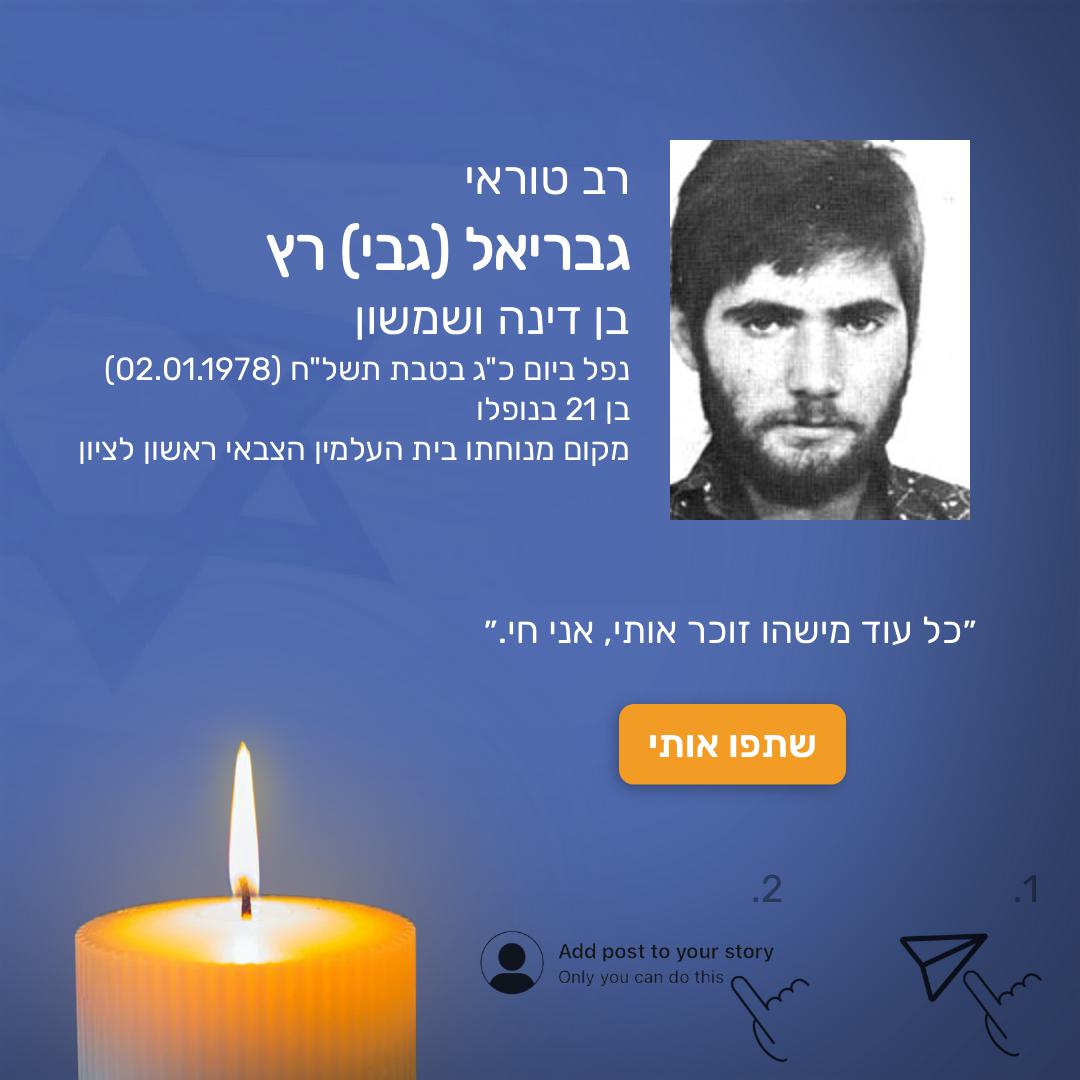 רב טוראי
גבריאל (גבי) רץ
בן דינה ושמשון
נפל ביום כ"ג בטבת תשל"ח (02.01.1978)
בן 21 בנופלו
מקום מנוחתו בית העלמין הצבאי ראשון לציון
״כל עוד מישהו זוכר אותי, אני חי.״
שתפו אותי
1.
2.
Add post to your story
Only you can do this